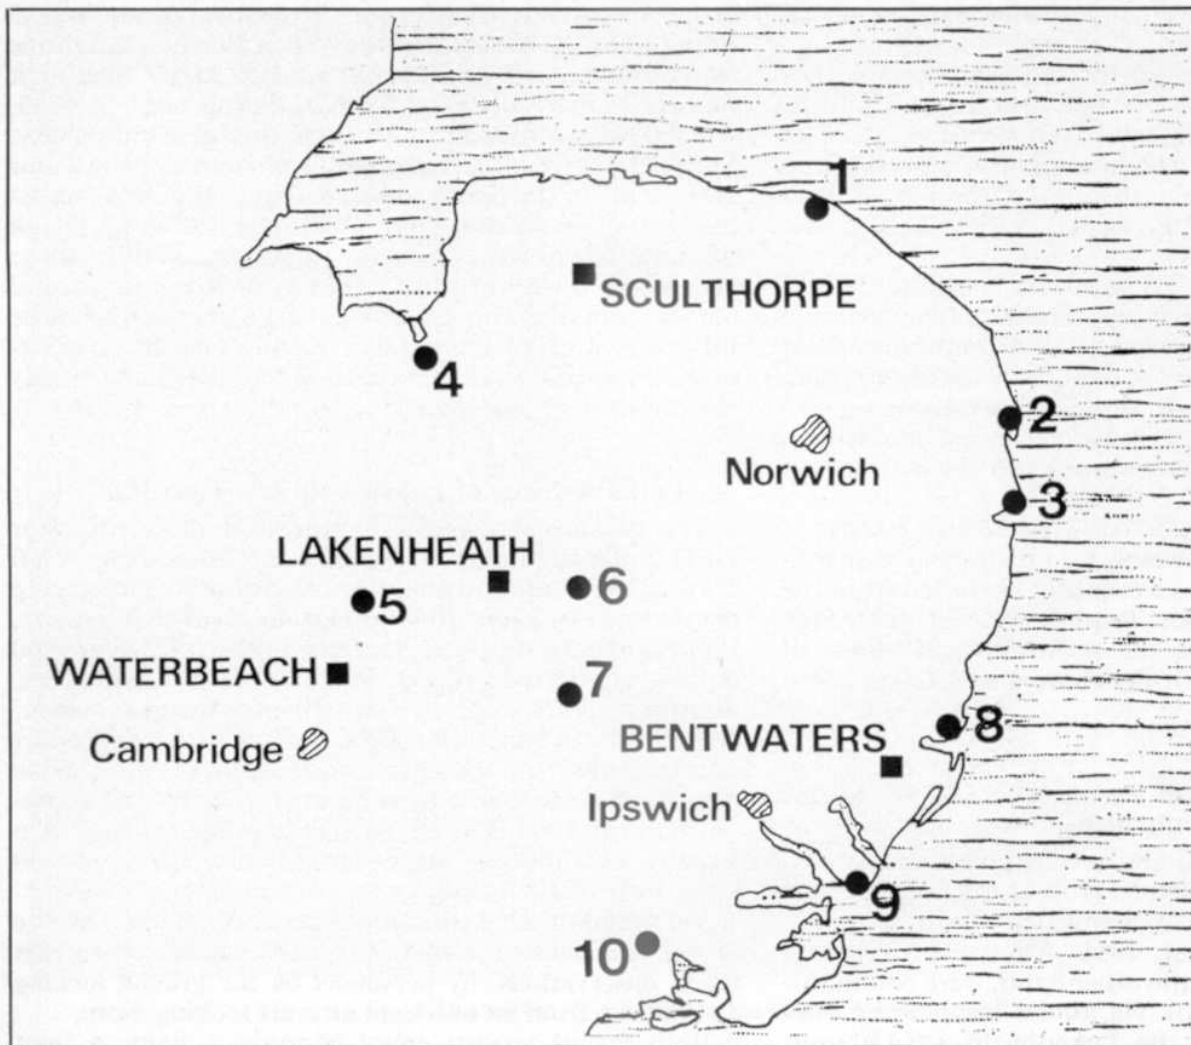 1
SCULTHORPE
4
2
Norwich
3
LAKENHEATH
6
5
WATERBEACH
7
Cambridge
8
BENTWATERS
Ipswich
9
10